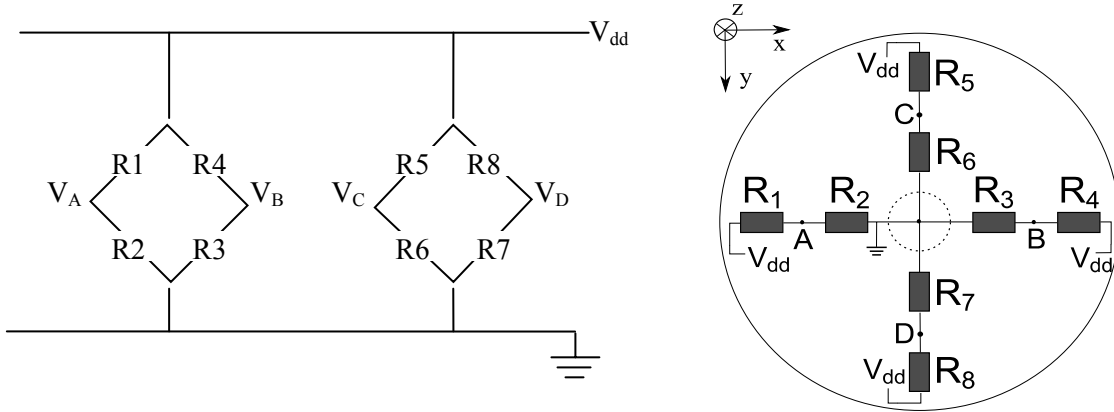 V_dd
R1 R4
V_A V_B
R2 R3
R5 R8
V_C V_D
R6 R7
z
x
y
V_dd
R_5
C
R_6
R_1 R_2 R_3 R_4
A B
V_dd V_dd
R_7
D
V_dd
R_8